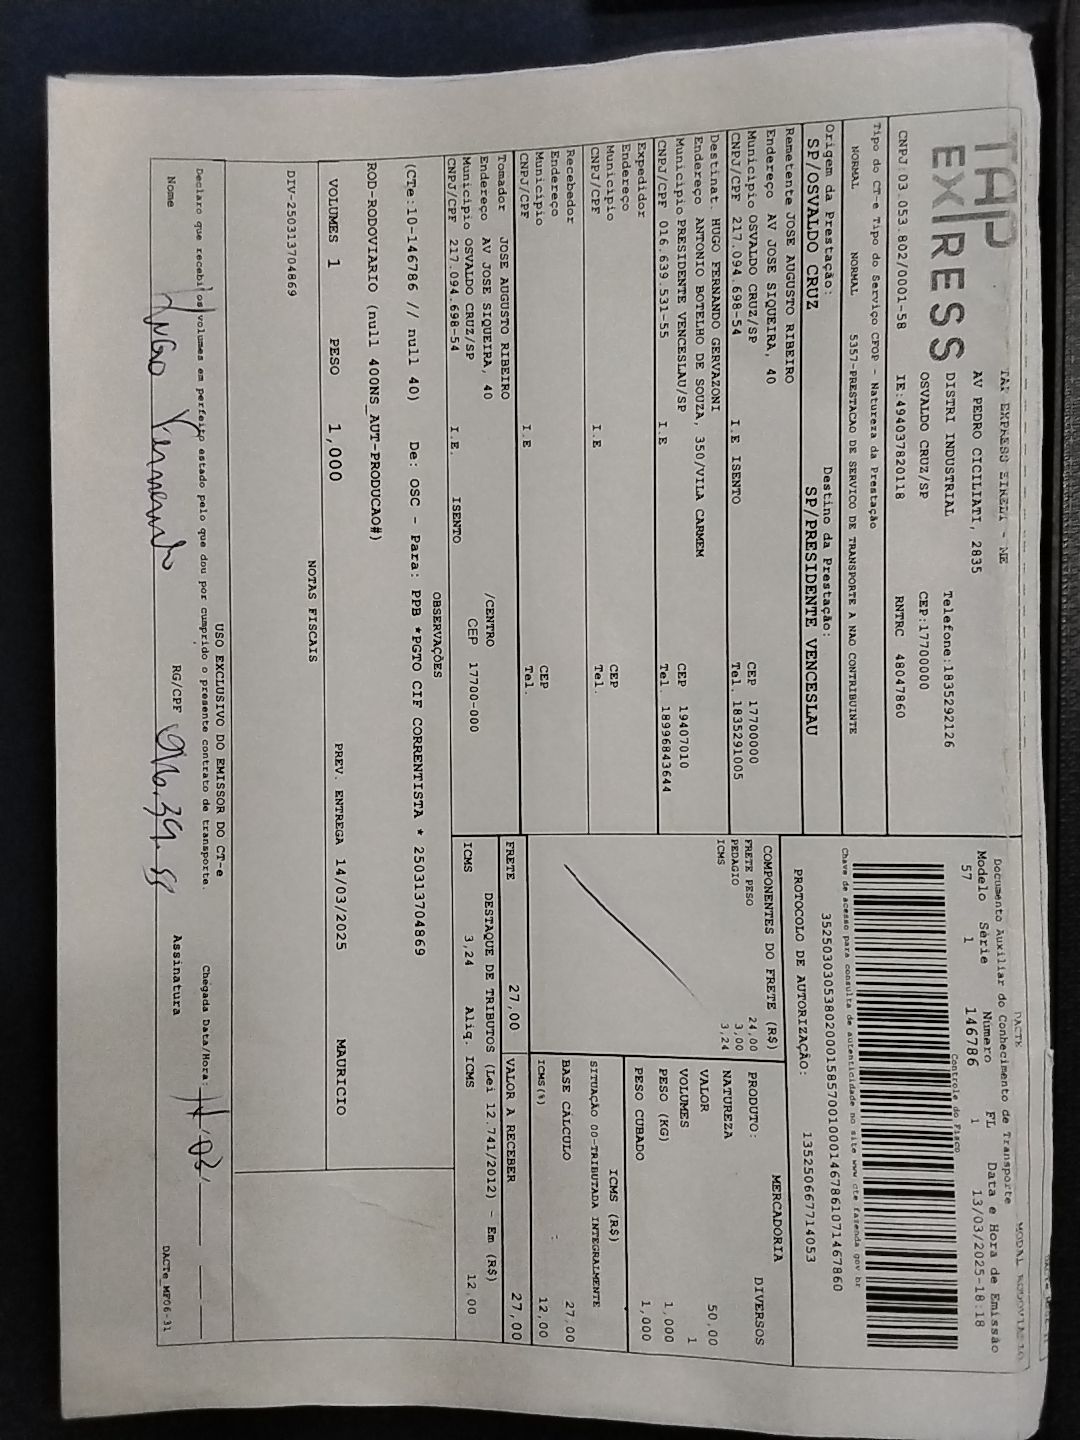 TAP
EXPRESS
TAP EXPRESS EIRELI - ME
AV PEDRO CICILIATI, 2835
DISTRI INDUSTRIAL Telefone:1835292126
OSVALDO CRUZ/SP CEP:17700000
CNPJ:03.053.802/0001-58 IE:494037820118 RNTRC 48047860
DACTE MODAL RODOVIARIO
Documento Auxiliar do Conhecimento de Transporte
Modelo Série Número FL Data e Hora de Emissão
57 1 146786 1 13/03/2025-18:18
Controle do Fisco
Chave de acesso para consulta de autenticidade no site www.cte.fazenda.gov.br
35250303053802000158570010001467861071467860
PROTOCOLO DE AUTORIZAÇÃO: 135250667714053
Tipo do CT-e Tipo do Serviço CFOP - Natureza da Prestação
NORMAL NORMAL 5357-PRESTACAO DE SERVICO DE TRANSPORTE A NAO CONTRIBUINTE
Origem da Prestação: Destino da Prestação:
SP/OSVALDO CRUZ SP/PRESIDENTE VENCESLAU
Remetente JOSE AUGUSTO RIBEIRO
Endereço AV JOSE SIQUEIRA, 40
Municipio OSVALDO CRUZ/SP CEP 17700000
CNPJ/CPF 217.094.698-54 I.E ISENTO Tel. 1835291005
Destinat. HUGO FERNANDO GERVAZONI
Endereço ANTONIO BOTELHO DE SOUZA, 350/VILA CARMEM
Municipio PRESIDENTE VENCESLAU/SP CEP 19407010
CNPJ/CPF 016.639.531-55 I.E Tel 18996843644
Expedidor
Endereço
Municipio CEP
CNPJ/CPF I.E Tel.
Recebedor
Endereço
Municipio CEP
CNPJ/CPF I.E Tel.
Tomador JOSE AUGUSTO RIBEIRO
Endereço AV JOSE SIQUEIRA, 40 /CENTRO
Municipio OSVALDO CRUZ/SP CEP 17700-000
CNPJ/CPF 217.094.698-54 I.E. ISENTO
COMPONENTES DO FRETE (R$)
FRETE PESO 24,00
PEDAGIO 3,00
ICMS 3,24
MERCADORIA
PRODUTO: DIVERSOS
NATUREZA
VALOR 50,00
VOLUMES 1
PESO (KG) 1,000
PESO CUBADO 1,000
ICMS (R$)
SITUAÇÃO 00-TRIBUTADA INTEGRALMENTE
BASE CÁLCULO 27,00
ICMS(%) 12,00
FRETE 27,00 VALOR A RECEBER 27,00
DESTAQUE DE TRIBUTOS (Lei 12.741/2012) - Em (R$)
ICMS 3,24 Aliq. ICMS 12,00
OBSERVAÇÕES
(CTe:10-146786 // null 40) De: OSC - Para: PPB *PGTO CIF CORRENTISTA * 250313704869
ROD-RODOVIARIO (null 400NS_AUT-PRODUCAO#)
VOLUMES 1 PESO 1,000 PREV. ENTREGA 14/03/2025 MAURICIO
NOTAS FISCAIS
DIV-250313704869
USO EXCLUSIVO DO EMISSOR DO CT-e
Declaro que recebi os volumes em perfeito estado pelo que dou por cumprido o presente contrato de transporte. Chegada Data/Hora:
Nome Hugo Fernando RG/CPF Assinatura
DACTe_MF06-31